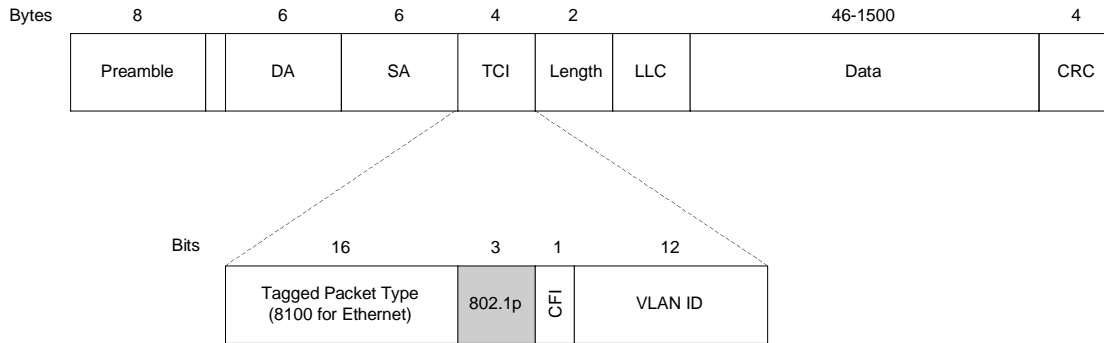 Bytes 8 6 6 4 2 46-1500 4
Preamble DA SA TCI Length LLC Data CRC
Bits 16 3 1 12
Tagged Packet Type
(8100 for Ethernet)
802.1p CFI VLAN ID